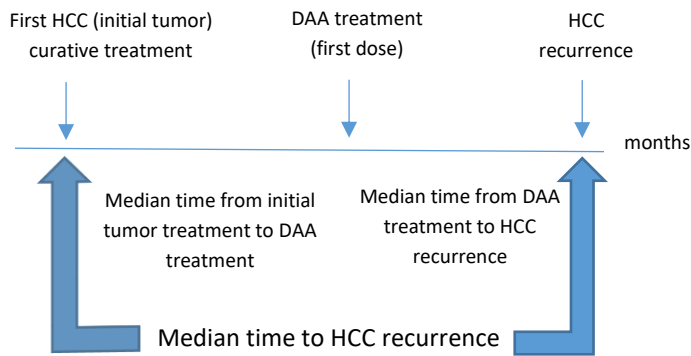 First HCC (initial tumor)
curative treatment
DAA treatment
(first dose)
HCC
recurrence
months
Median time from initial
tumor treatment to DAA
treatment
Median time from DAA
treatment to HCC
recurrence
Median time to HCC recurrence